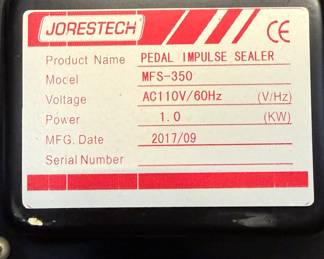 JORESTECH® CE
Product Name PEDAL IMPULSE SEALER
Model MFS-350
Voltage AC110V/60Hz (V/Hz)
Power 1.0 (KW)
MFG. Date 2017/09
Serial Number